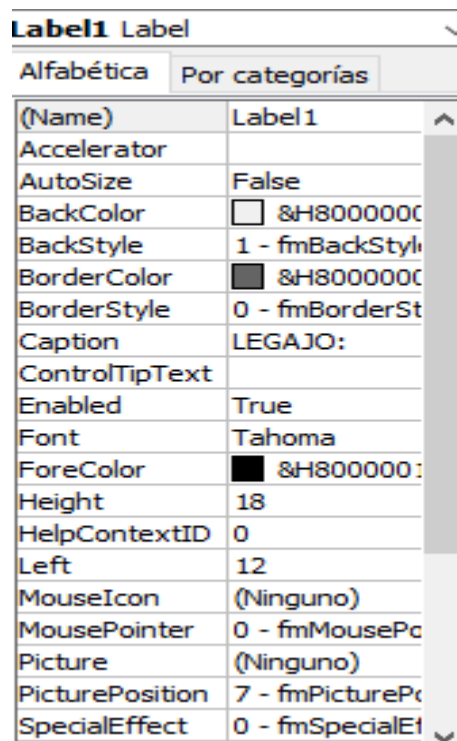 Label1 Label
Alfabética Por categorías
(Name) Label1
Accelerator
AutoSize False
BackColor &H8000000
BackStyle 1 - fmBackStyl
BorderColor &H8000000
BorderStyle 0 - fmBorderSt
Caption LEGAJO:
ControlTipText
Enabled True
Font Tahoma
ForeColor &H8000001
Height 18
HelpContextID 0
Left 12
MouseIcon (Ninguno)
MousePointer 0 - fmMousePo
Picture (Ninguno)
PicturePosition 7 - fmPicturePo
SpecialEffect 0 - fmSpecialEf